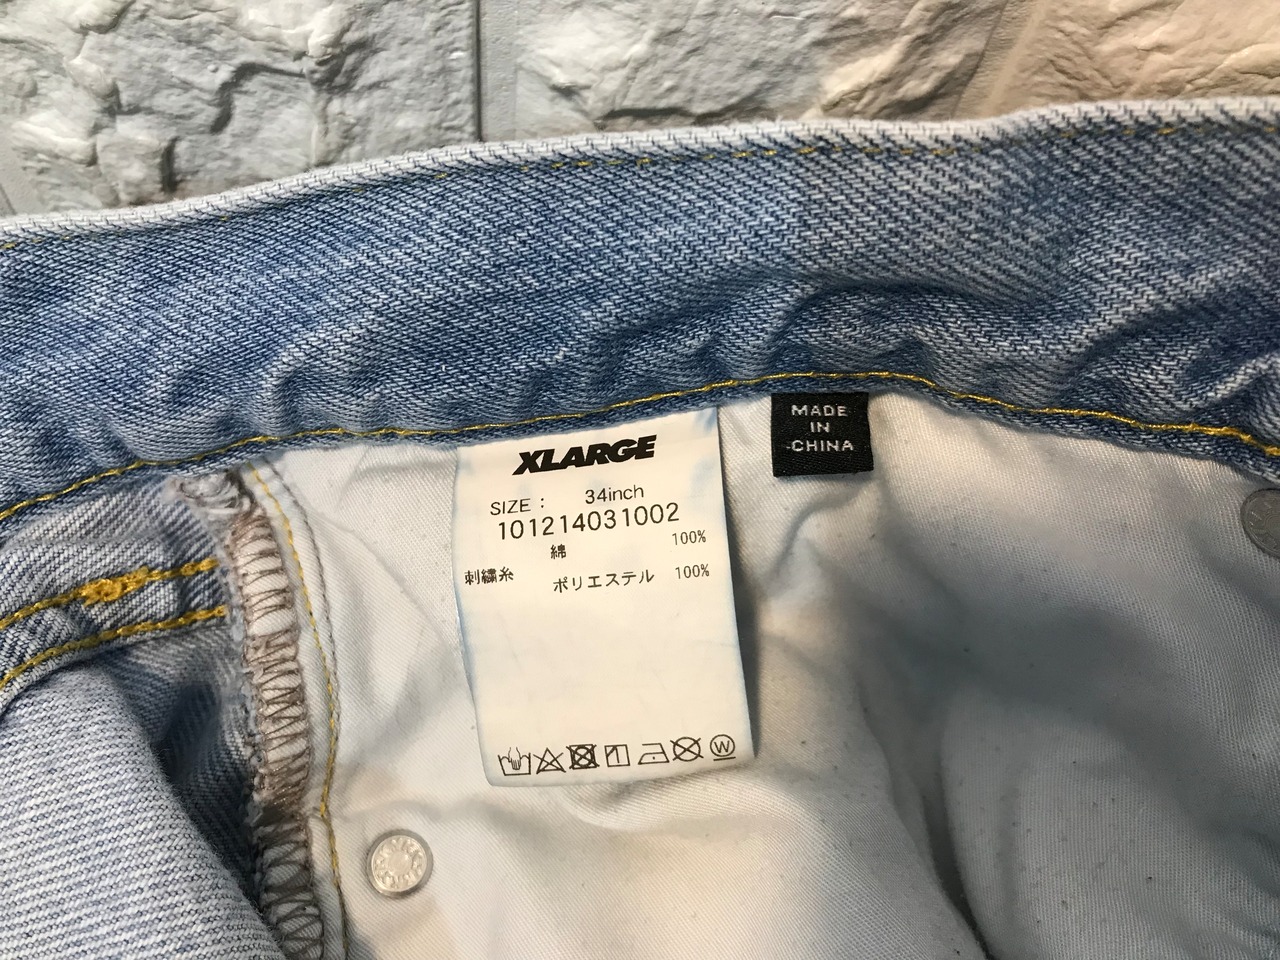 XLARGE
SIZE : 34inch
101214031002
綿 100%
刺繍糸 ポリエステル 100%
W
MADE
IN
CHINA